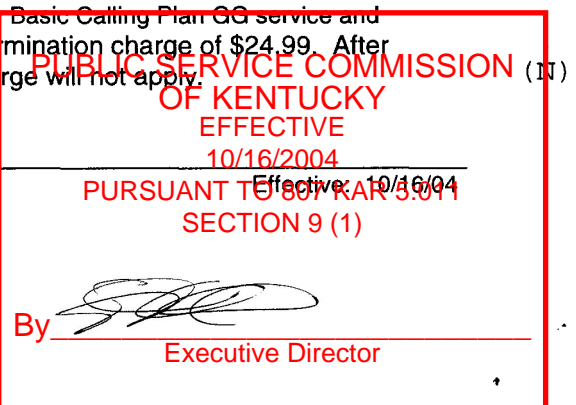 Basic Calling Plan GG service and
rmination charge of $24.99. After
rge will not apply.
PUBLIC SERVICE COMMISSION (N)
OF KENTUCKY
EFFECTIVE
10/16/2004
Effective: 10/16/04
PURSUANT TO 807 KAR 5:011
SECTION 9 (1)
By
Executive Director